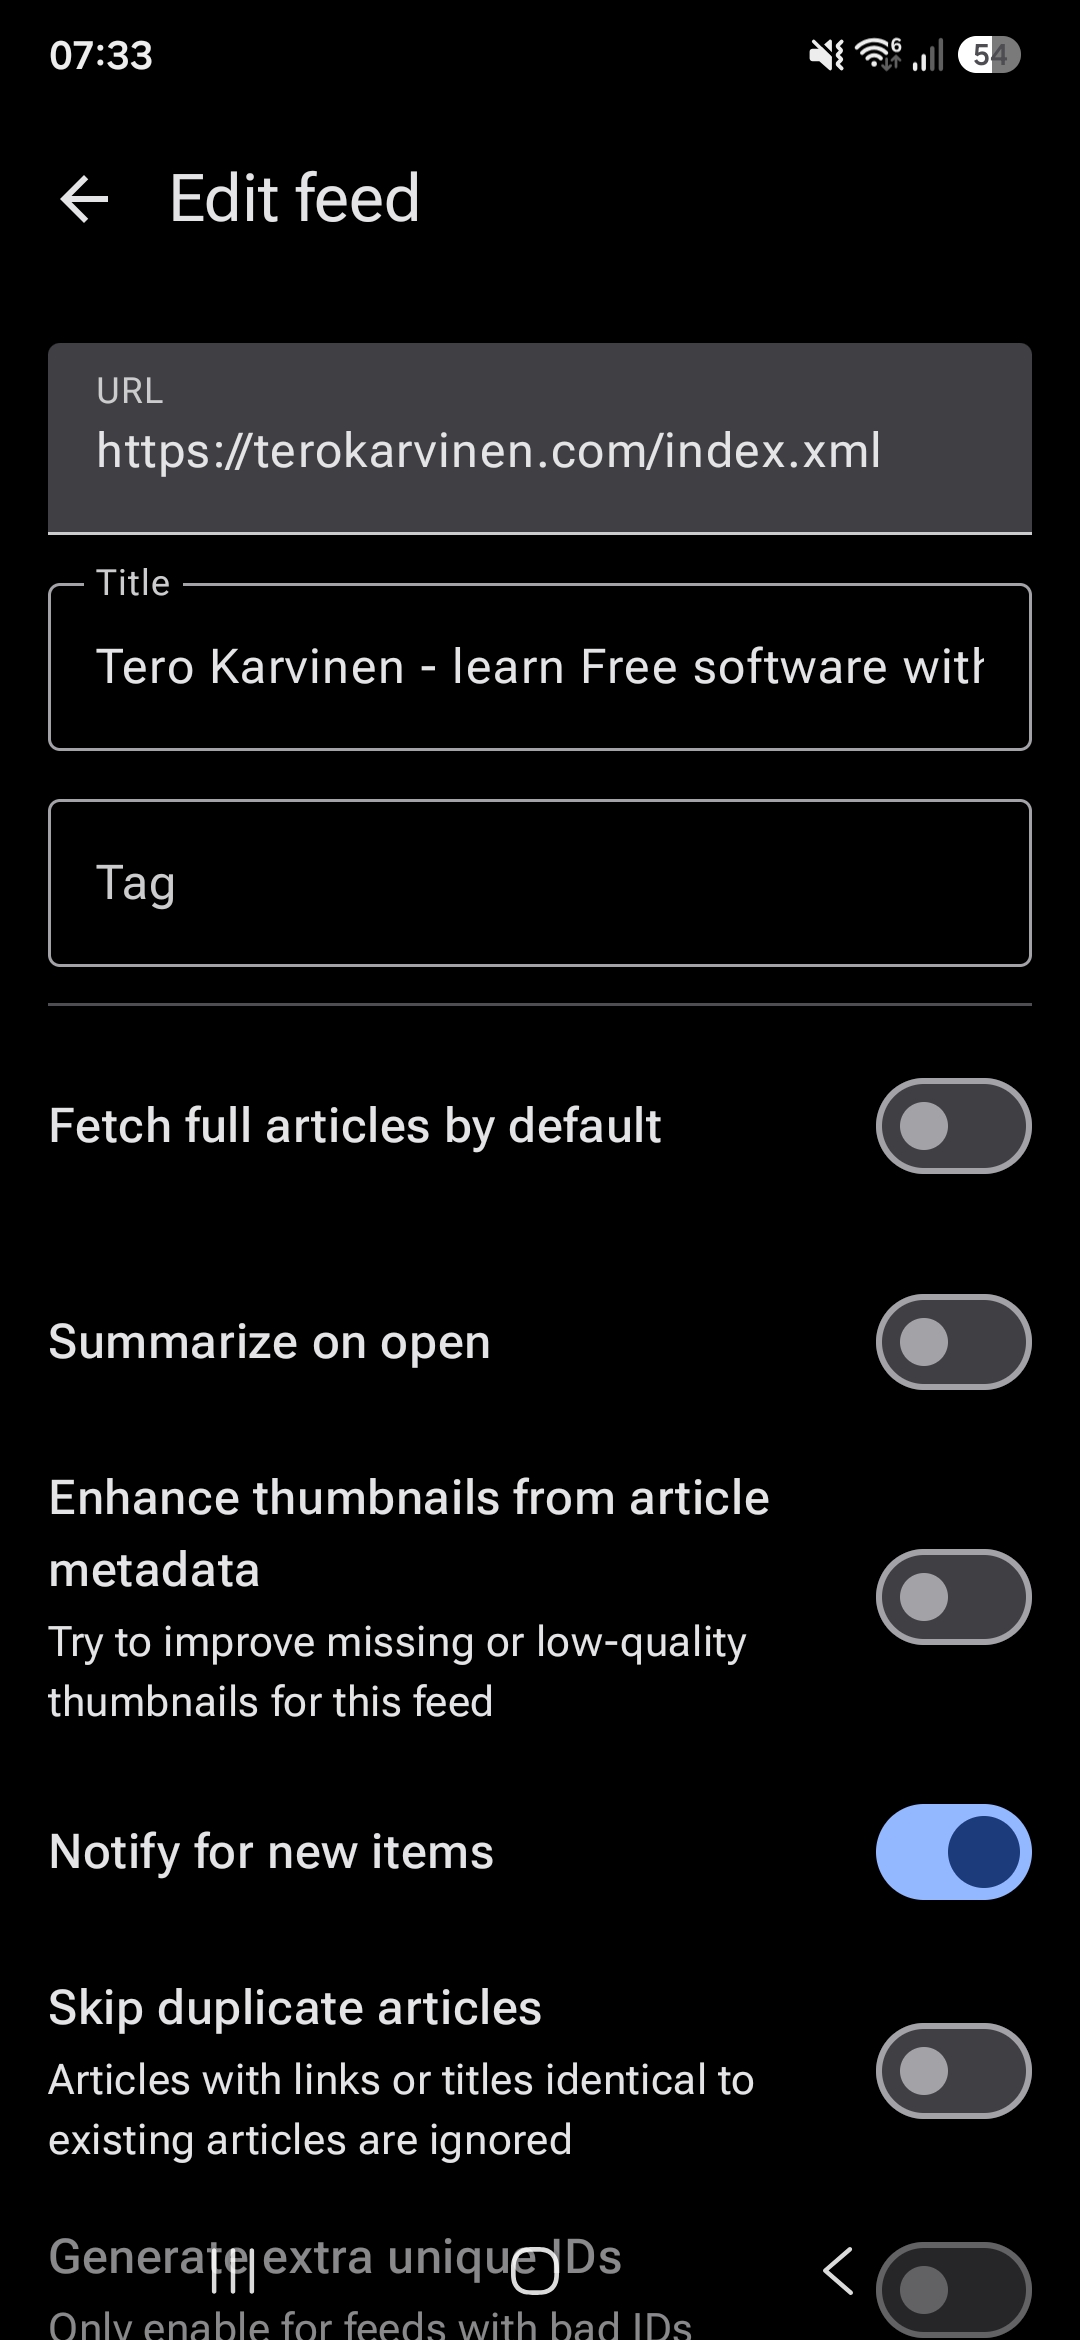 07:33
6
54
Edit feed
URL
https://terokarvinen.com/index.xml
Title
Tero Karvinen - learn Free software with
Tag
Fetch full articles by default
Summarize on open
Enhance thumbnails from article
metadata
Try to improve missing or low-quality
thumbnails for this feed
Notify for new items
Skip duplicate articles
Articles with links or titles identical to
existing articles are ignored
Generate extra unique IDs
Only enable for feeds with bad IDs